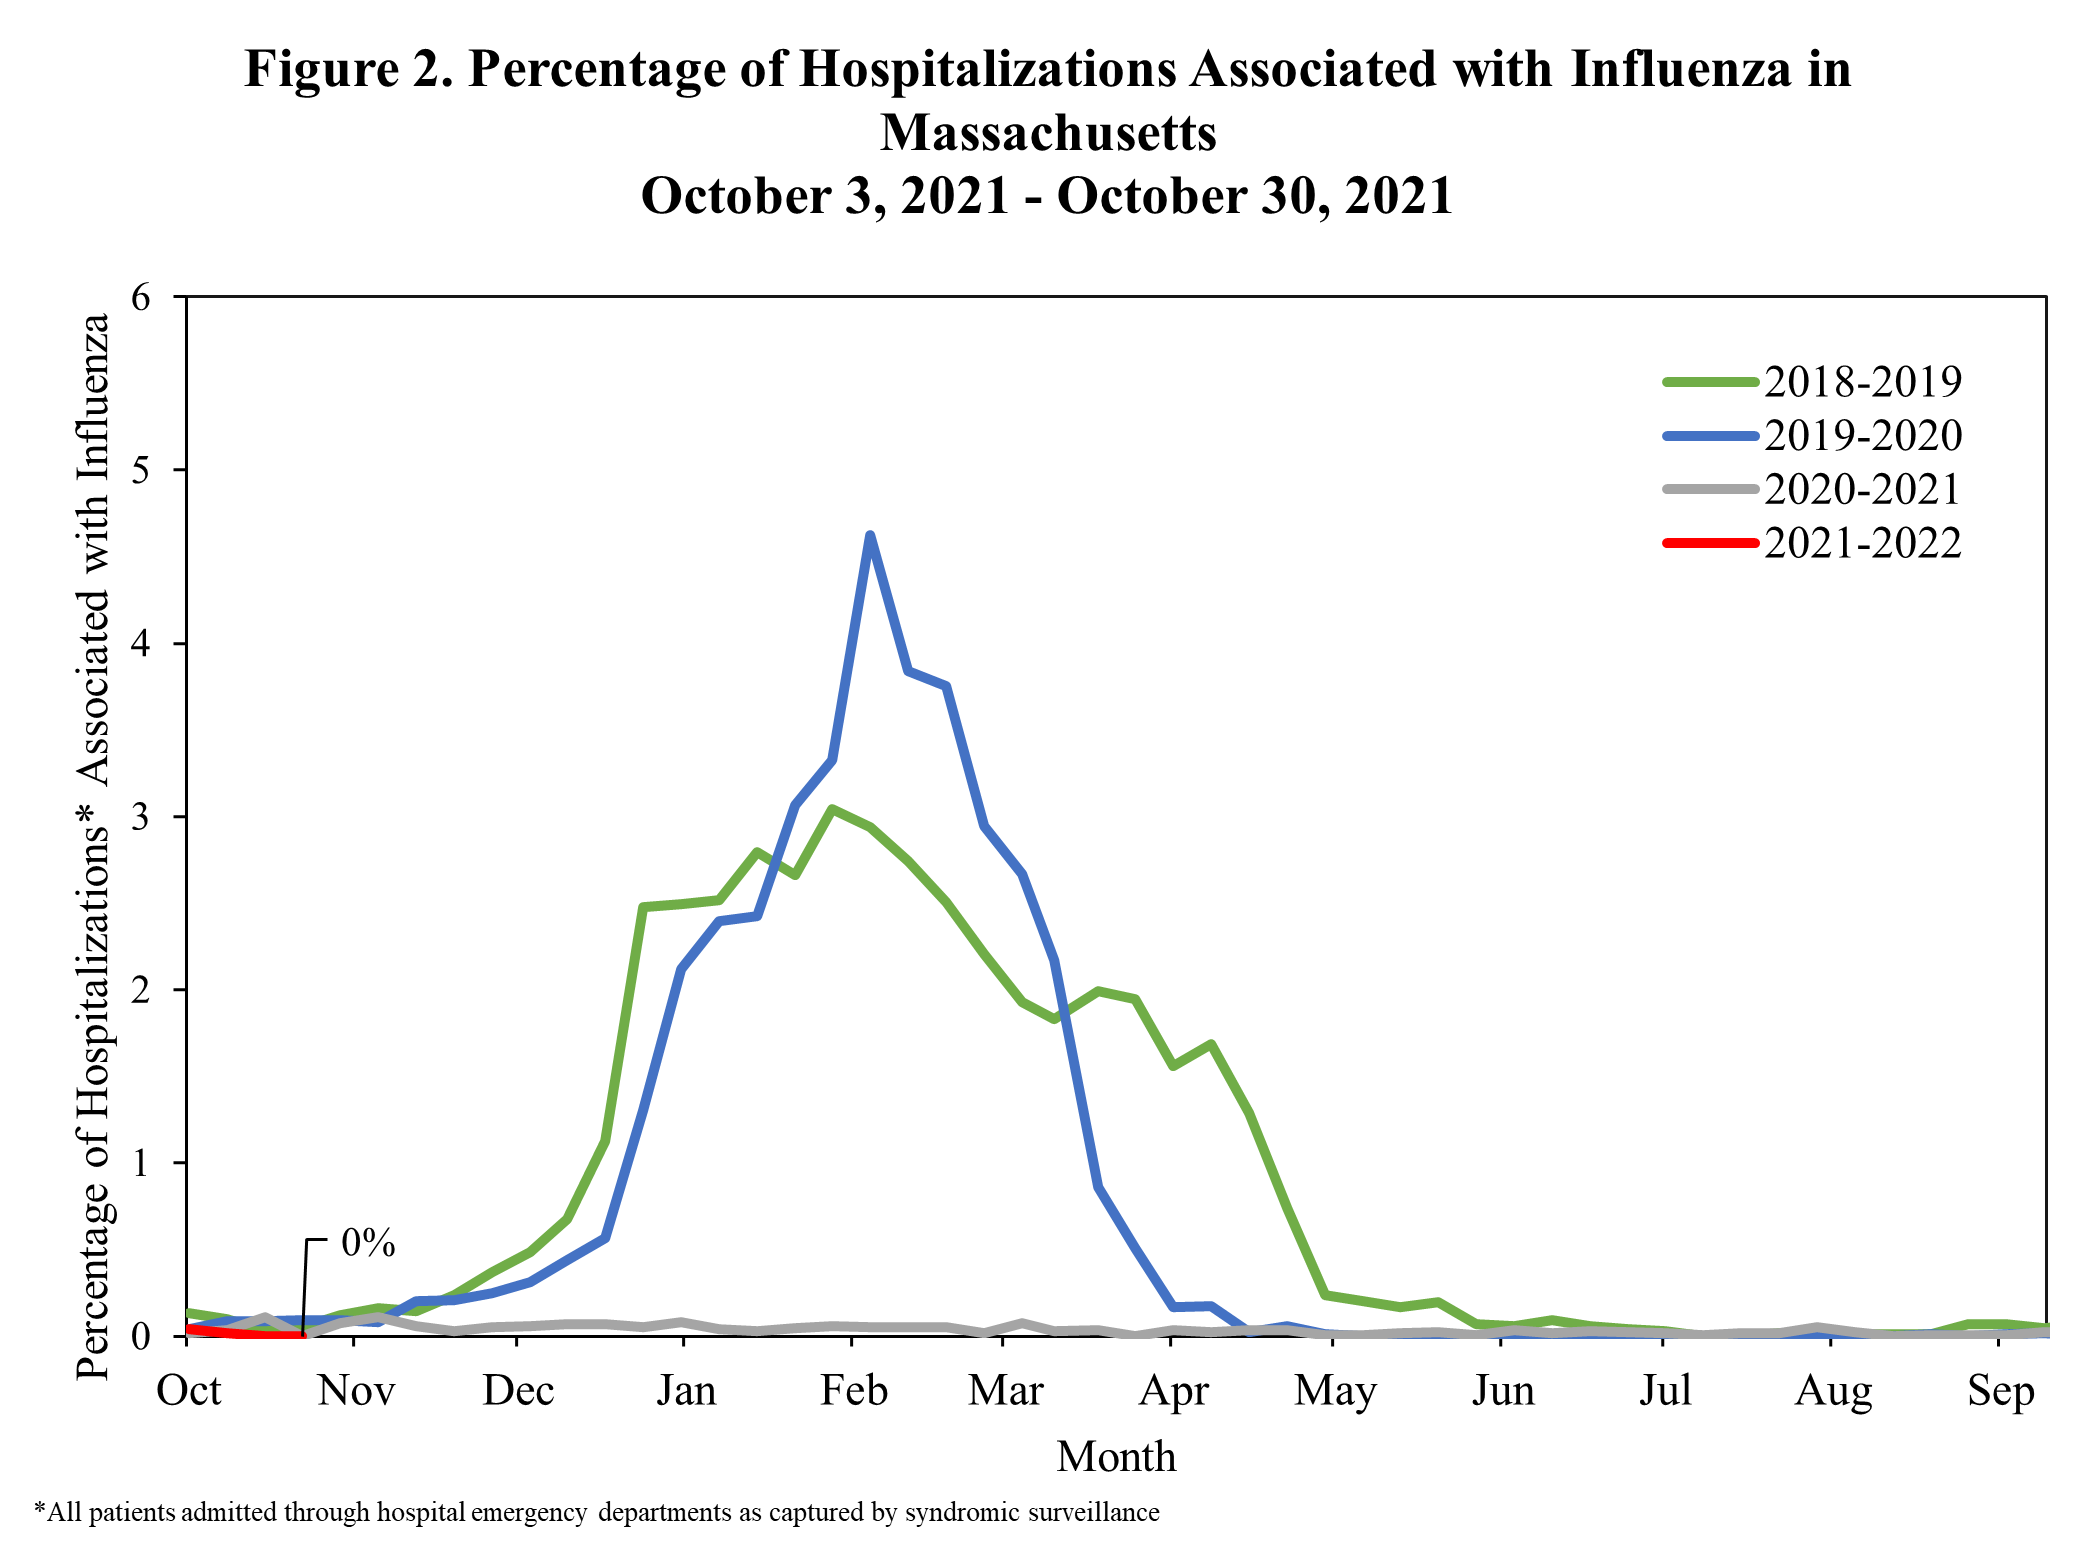 Figure 2. Percentage of Hospitalizations Associated with Influenza in
Massachusetts
October 3, 2021 - October 30, 2021
Percentage of Hospitalizations* Associated with Influenza
6
5
4
3
2
1
0
2018-2019
2019-2020
2020-2021
2021-2022
0%
Oct Nov Dec Jan Feb Mar Apr May Jun Jul Aug Sep
Month
*All patients admitted through hospital emergency departments as captured by syndromic surveillance